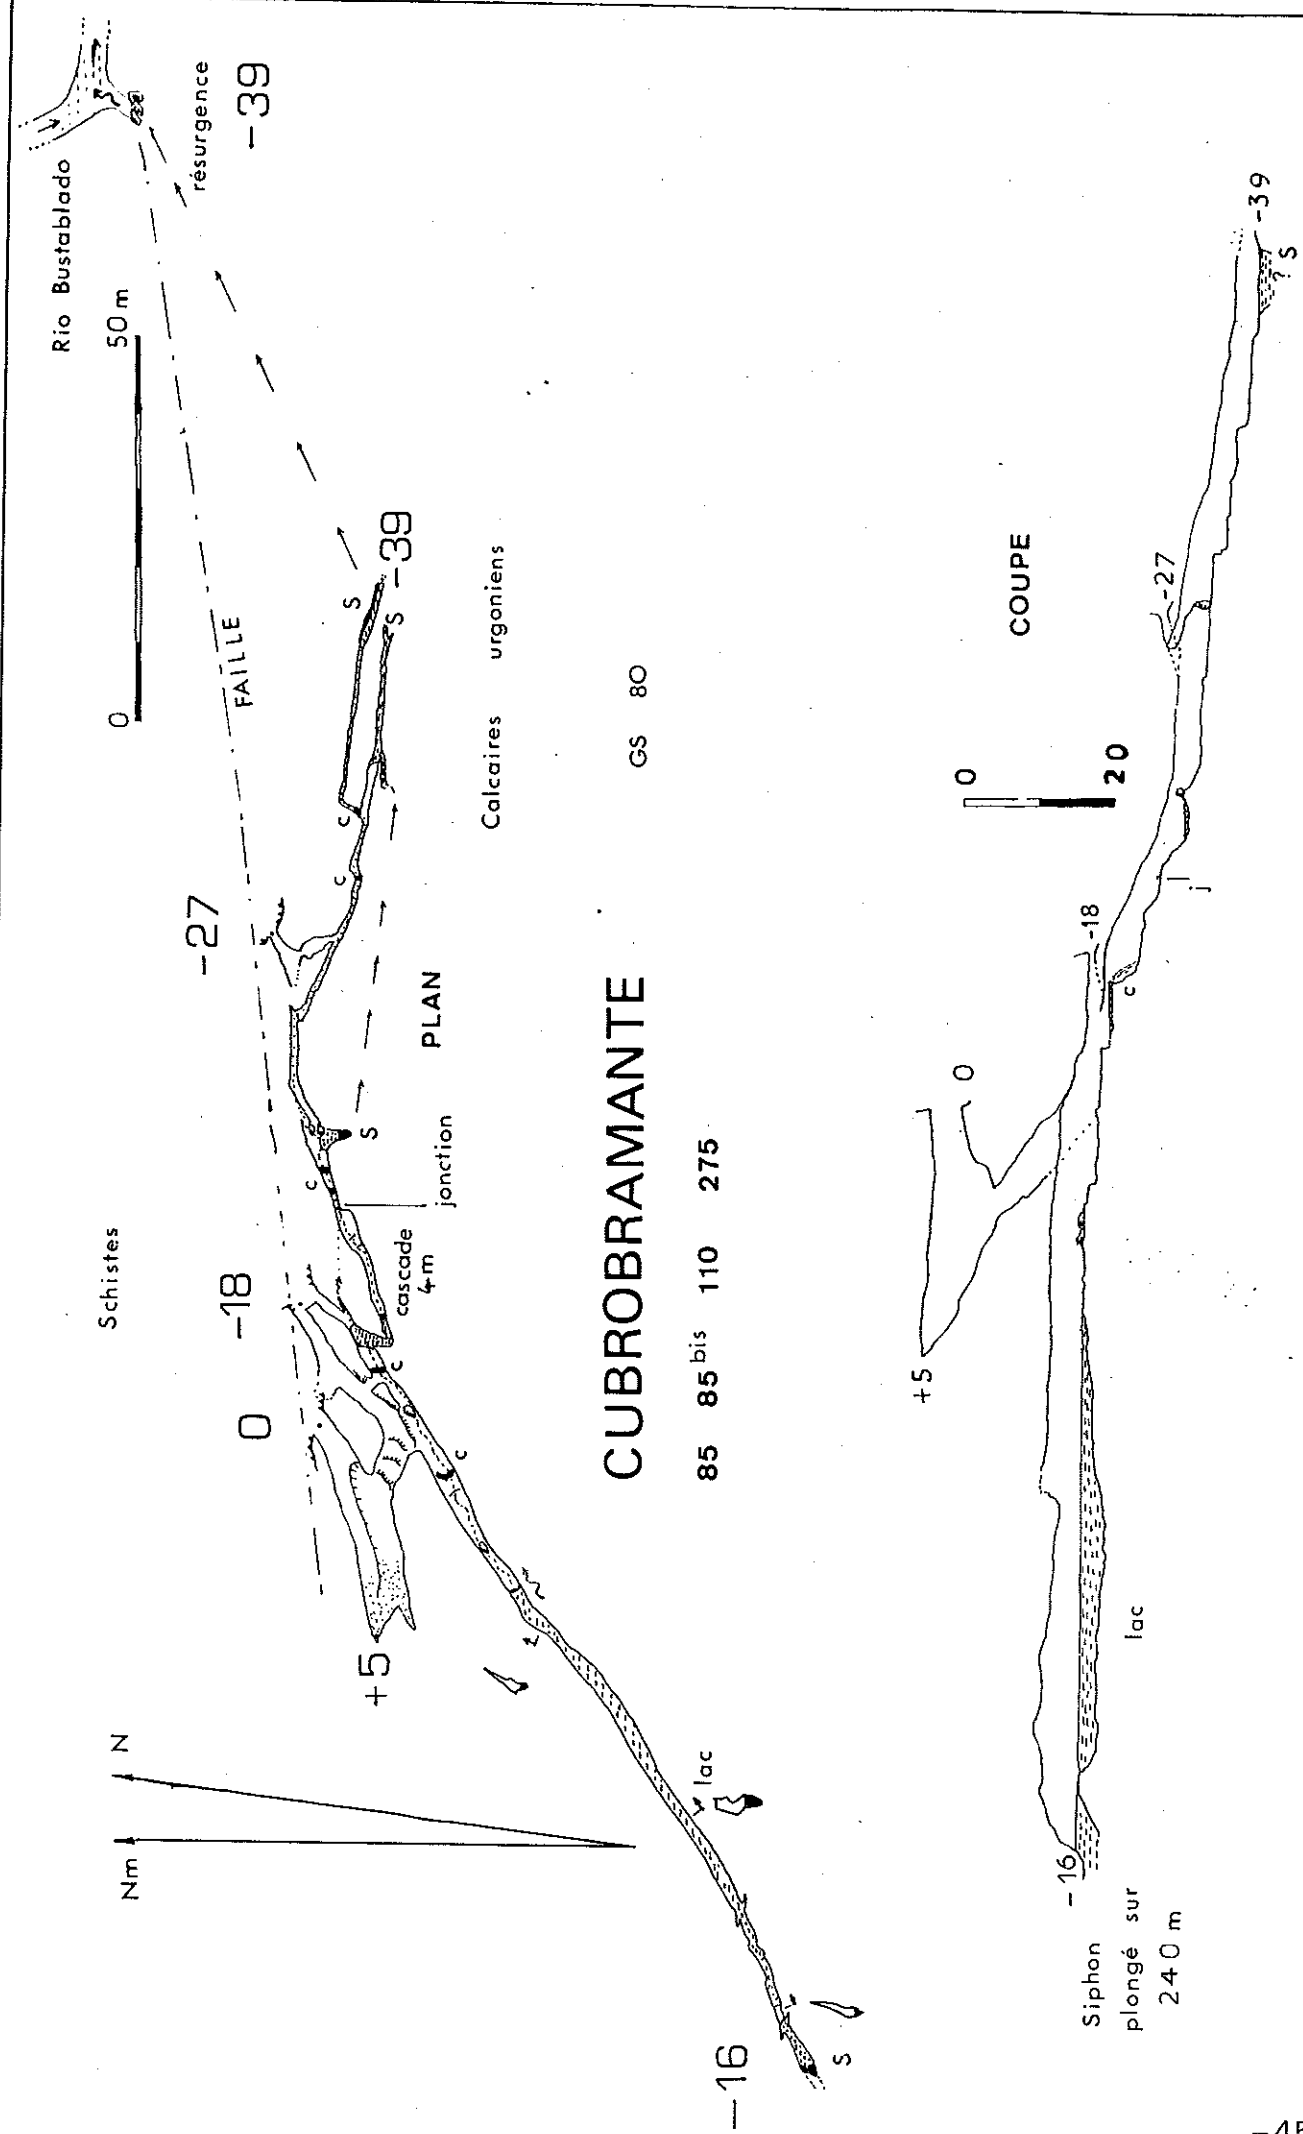 Rio Bustablado
résurgence
-39
0
50 m
FAILLE
Schistes
Nm
N
-27
-18
0
+5
-39
S
S
c
c
S
c
jonction
cascade
4 m
c
c
lac
-16
S
PLAN
Calcaires urgoniens
GS 80
CUBROBRAMANTE
85 85bis 110 275
COUPE
0
20
+5
0
-18
c
j
-27
-39
? S
lac
-16
Siphon
plongé sur
240 m